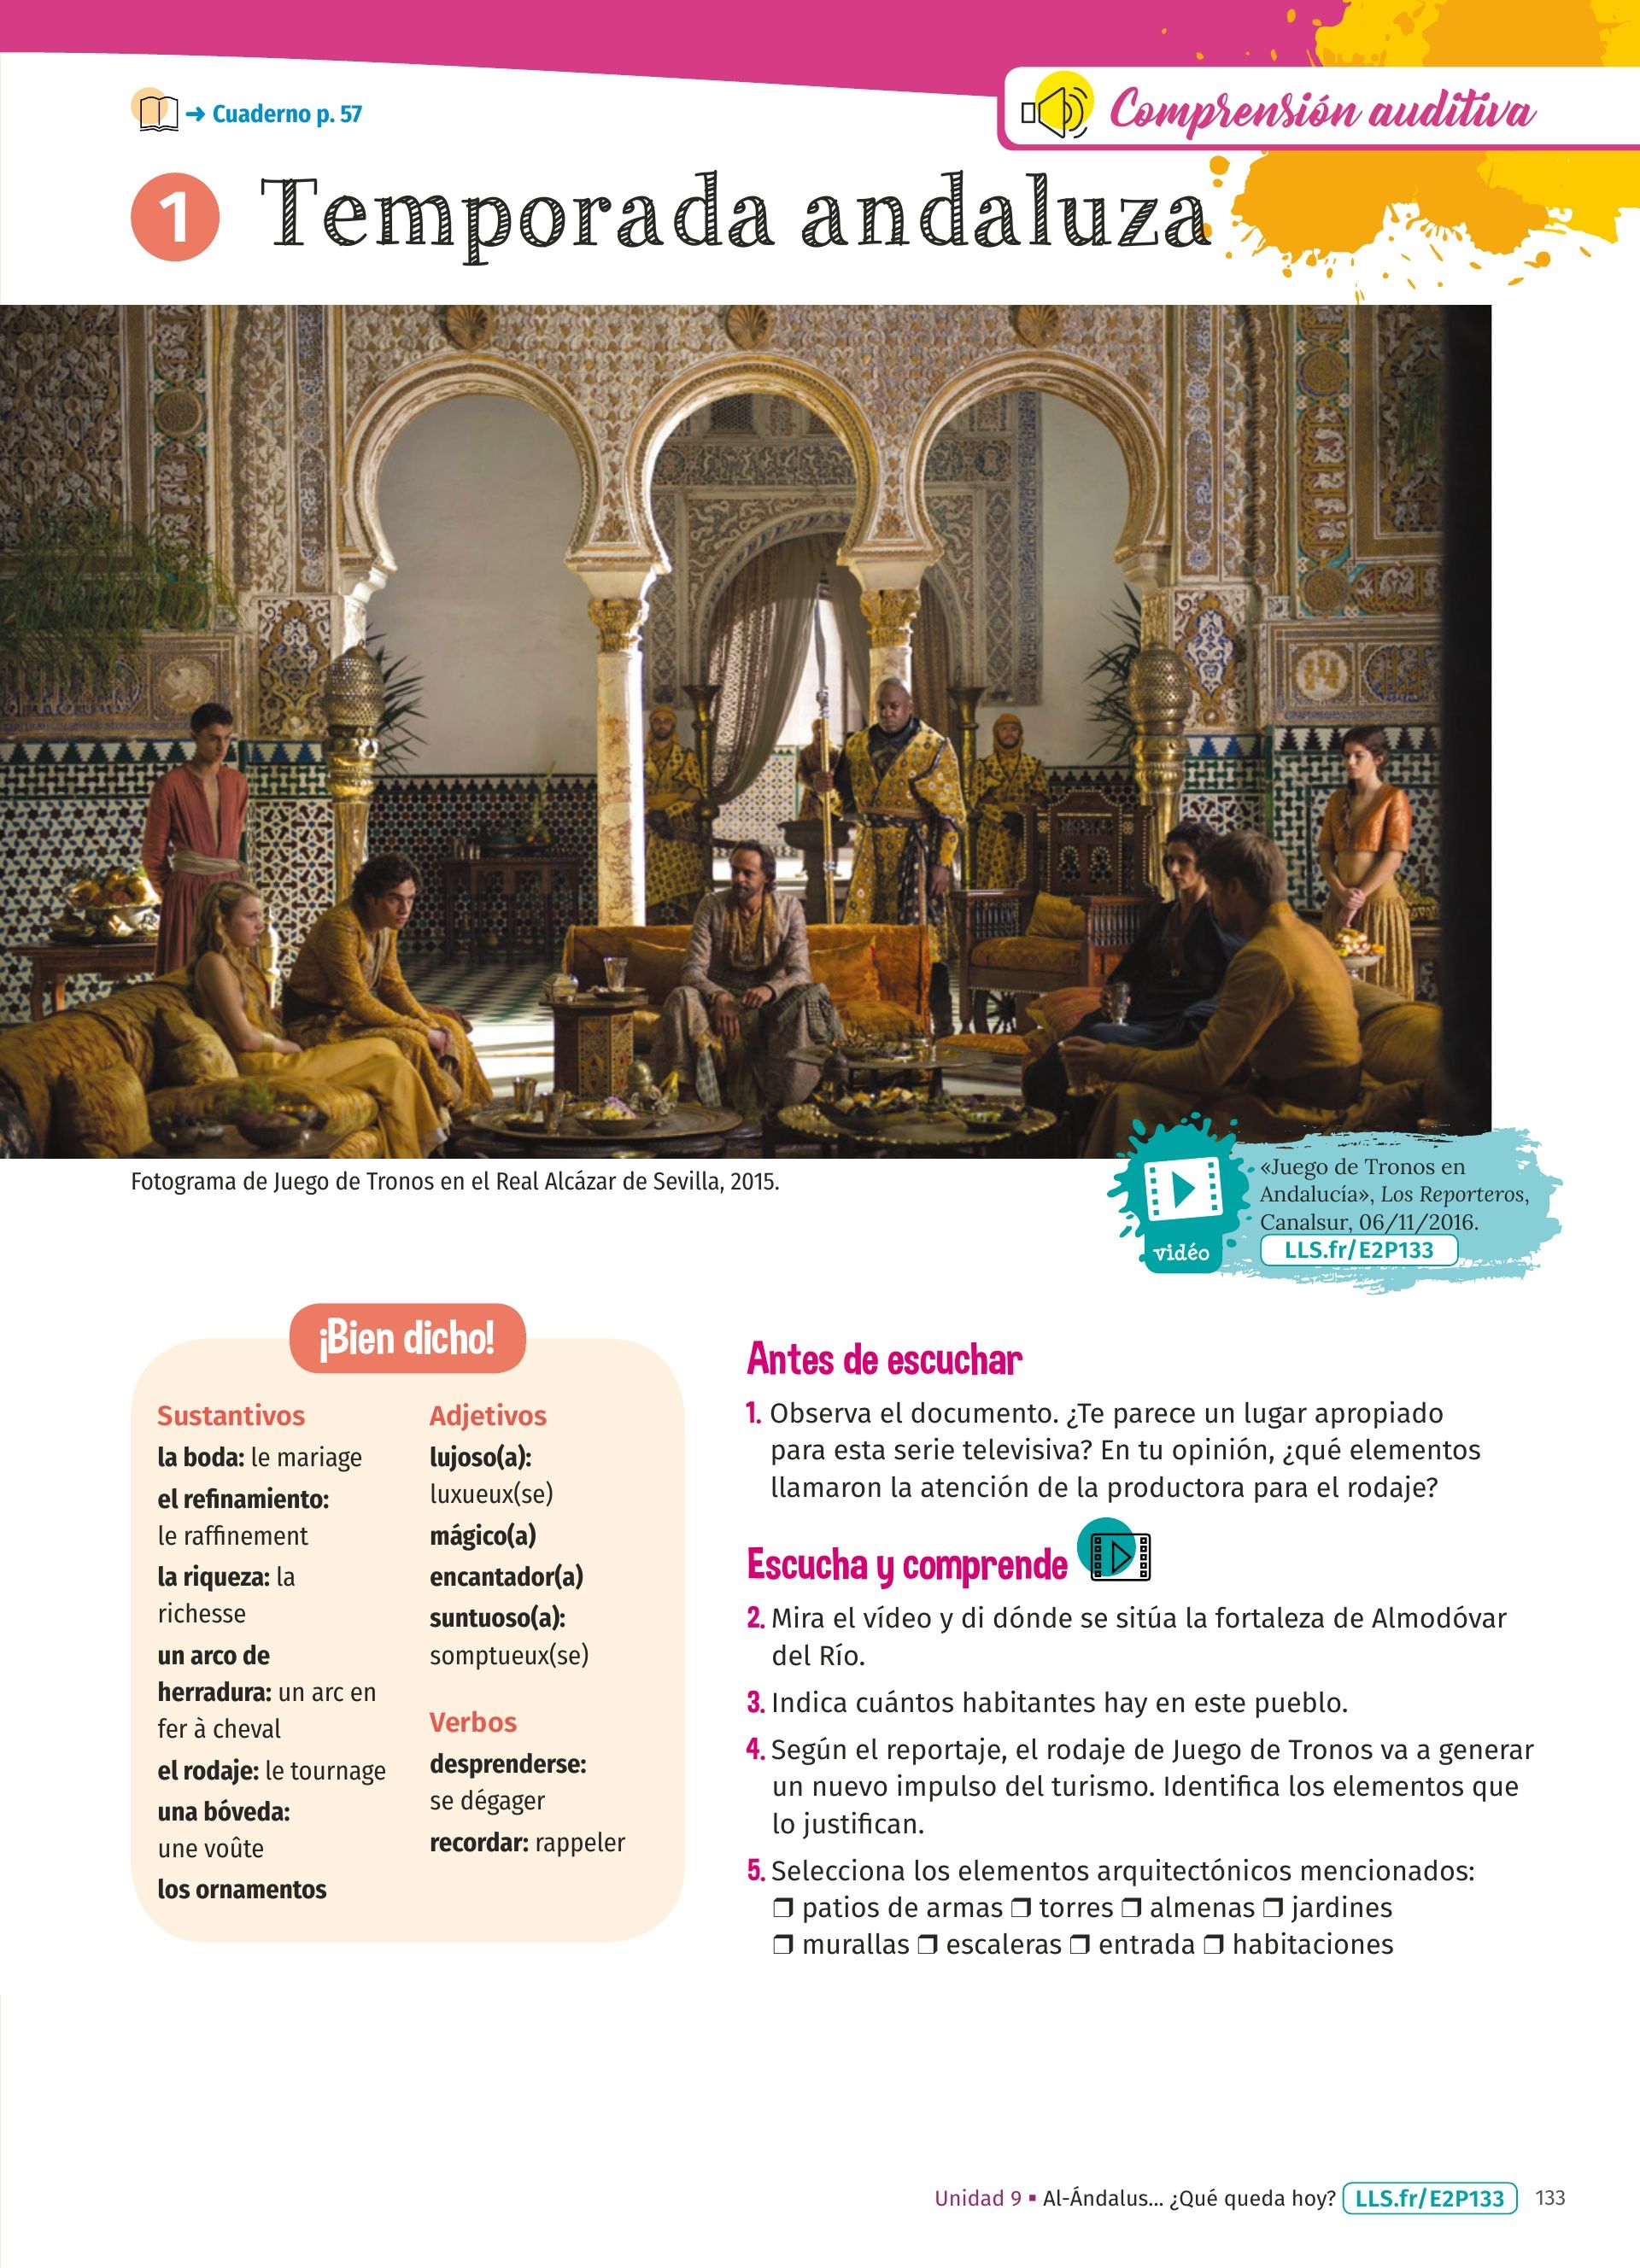 → Cuaderno p. 57
Comprensión auditiva
1 Temporada andaluza
Fotograma de Juego de Tronos en el Real Alcázar de Sevilla, 2015.
vidéo
«Juego de Tronos en
Andalucía», Los Reporteros,
Canalsur, 06/11/2016.
LLS.fr/E2P133
¡Bien dicho!
Sustantivos
la boda: le mariage
el refinamiento:
le raffinement
la riqueza: la
richesse
un arco de
herradura: un arc en
fer à cheval
el rodaje: le tournage
una bóveda:
une voûte
los ornamentos
Adjetivos
lujoso(a):
luxueux(se)
mágico(a)
encantador(a)
suntuoso(a):
somptueux(se)
Verbos
desprenderse:
se dégager
recordar: rappeler
Antes de escuchar
1. Observa el documento. ¿Te parece un lugar apropiado
para esta serie televisiva? En tu opinión, ¿qué elementos
llamaron la atención de la productora para el rodaje?
Escucha y comprende
2. Mira el vídeo y di dónde se sitúa la fortaleza de Almodóvar
del Río.
3. Indica cuántos habitantes hay en este pueblo.
4. Según el reportaje, el rodaje de Juego de Tronos va a generar
un nuevo impulso del turismo. Identifica los elementos que
lo justifican.
5. Selecciona los elementos arquitectónicos mencionados:
❒ patios de armas ❒ torres ❒ almenas ❒ jardines
❒ murallas ❒ escaleras ❒ entrada ❒ habitaciones
Unidad 9 ▪ Al-Ándalus... ¿Qué queda hoy? LLS.fr/E2P133 133